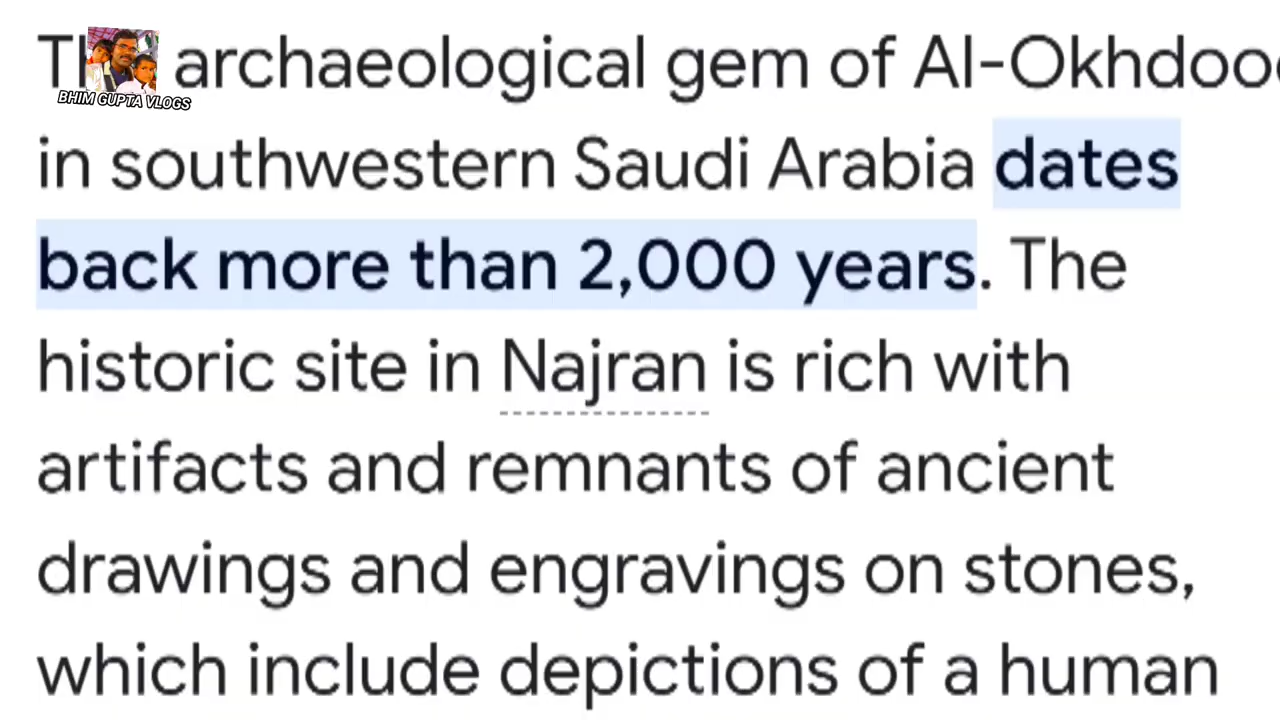 archaeological gem of
BHIM GUPTA VLOGS
in southwestern Saudi Arabia dates
back more than 2,000 years. The
historic site in Najran is rich with
artifacts and remnants of ancient
drawings and engravings on stones,
which include depictions of a human